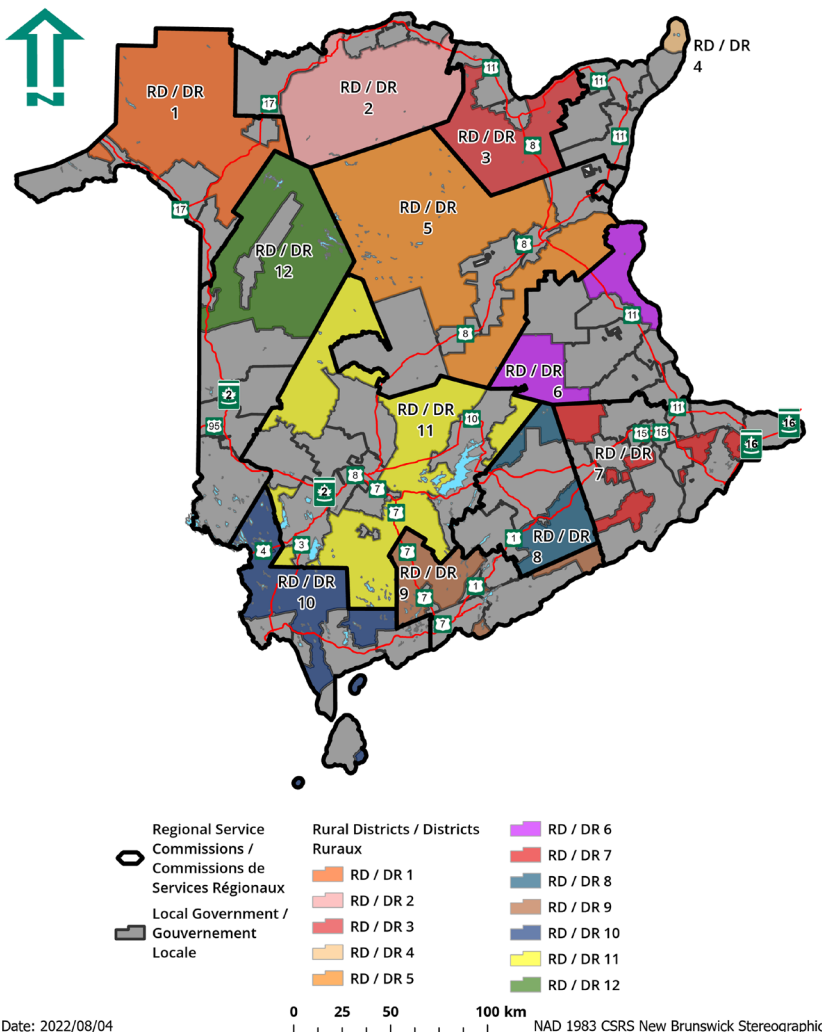 N
RD / DR
4
RD / DR
1
RD / DR
2
RD / DR
3
RD / DR
5
RD / DR
12
RD / DR
6
RD / DR
11
RD / DR
7
RD / DR
8
RD / DR
9
RD / DR
10
11
17
11
8
11
17
8
11
8
2
95
10
11
16
16
15
15
8
7
2
7
1
4
3
7
1
7
7
Regional Service
Commissions /
Commissions de
Services Régionaux
Local Government /
Gouvernement
Locale
Rural Districts / Districts
Ruraux
RD / DR 1
RD / DR 2
RD / DR 3
RD / DR 4
RD / DR 5
RD / DR 6
RD / DR 7
RD / DR 8
RD / DR 9
RD / DR 10
RD / DR 11
RD / DR 12
0 25 50 100 km
Date: 2022/08/04
NAD 1983 CSRS New Brunswick Stereographic